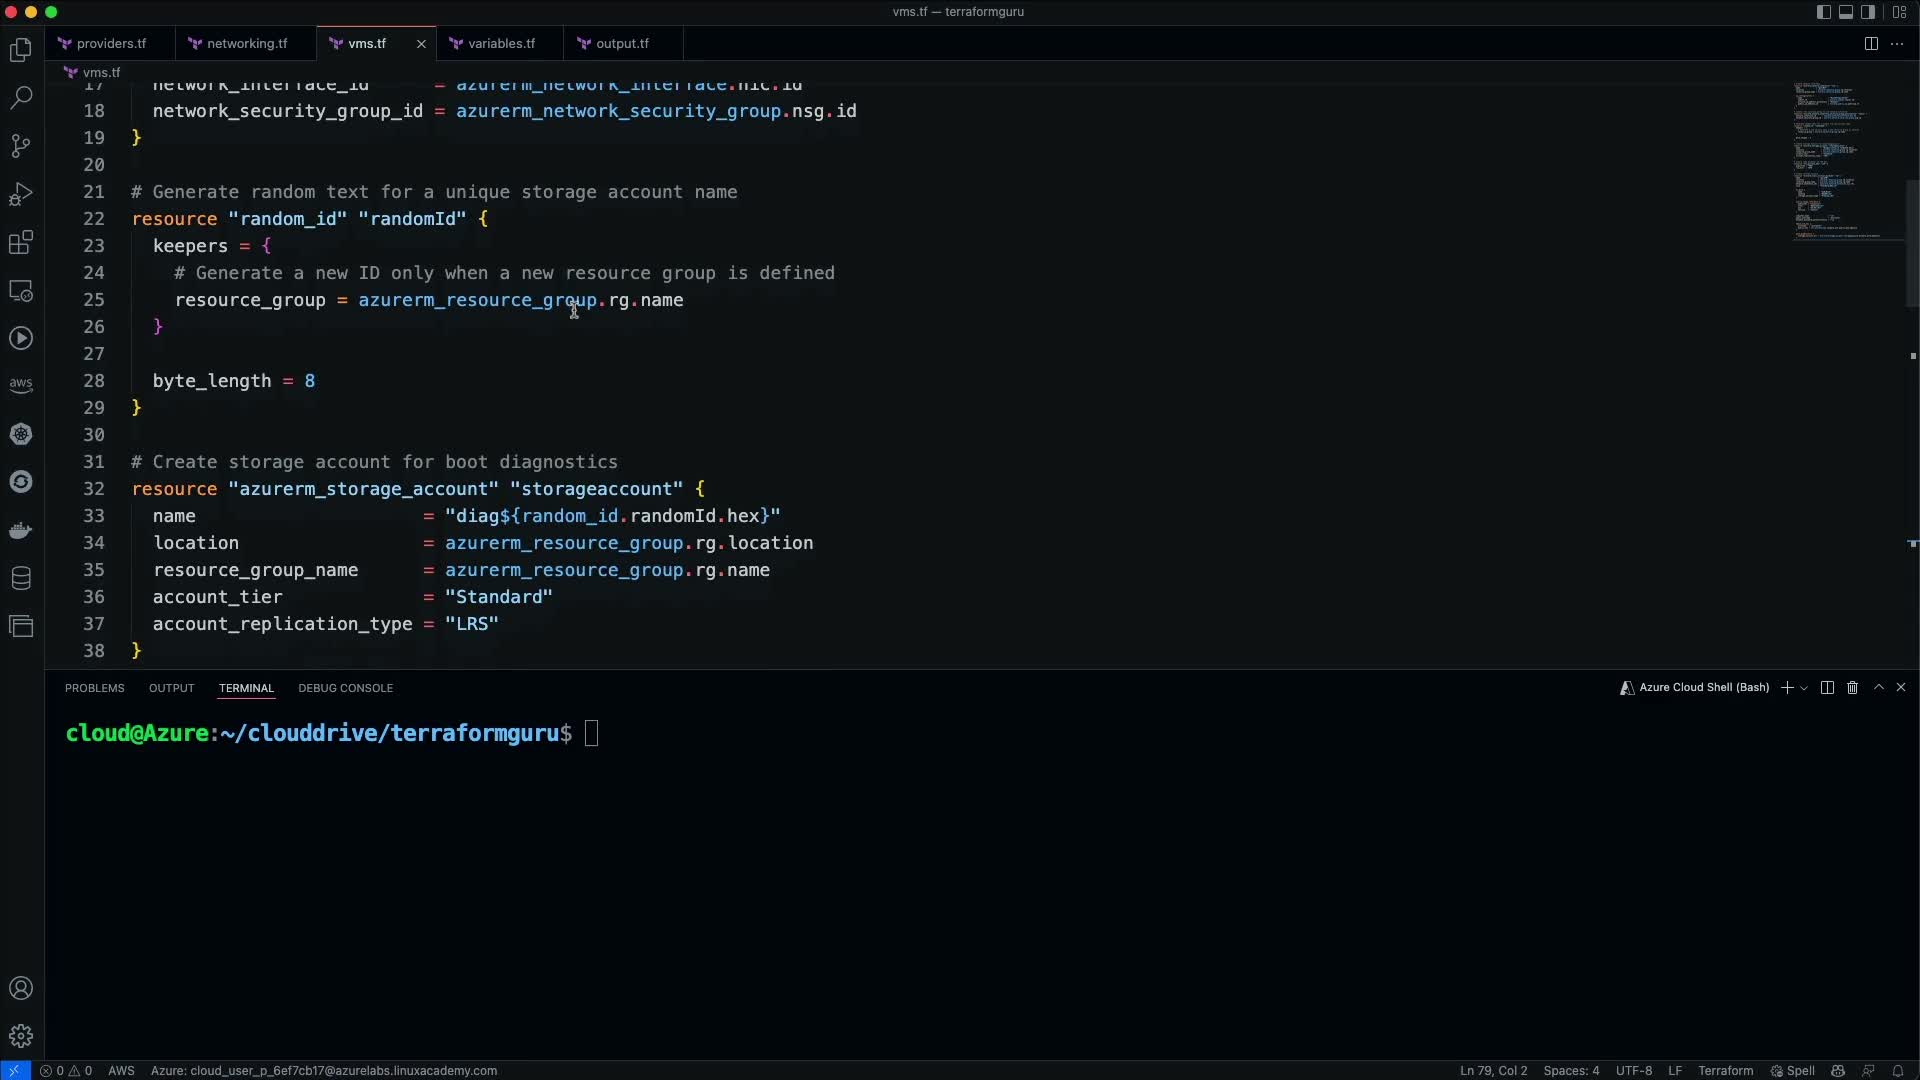 vms.tf — terraformguru
providers.tf
networking.tf
vms.tf
variables.tf
output.tf
vms.tf
17 network_interface_id = azurerm_network_interface.nic.id
18 network_security_group_id = azurerm_network_security_group.nsg.id
19 }
20
21 # Generate random text for a unique storage account name
22 resource "random_id" "randomId" {
23 keepers = {
24 # Generate a new ID only when a new resource group is defined
25 resource_group = azurerm_resource_group.rg.name
26 }
27
28 byte_length = 8
29 }
30
31 # Create storage account for boot diagnostics
32 resource "azurerm_storage_account" "storageaccount" {
33 name = "diag${random_id.randomId.hex}"
34 location = azurerm_resource_group.rg.location
35 resource_group_name = azurerm_resource_group.rg.name
36 account_tier = "Standard"
37 account_replication_type = "LRS"
38 }
aws
PROBLEMS OUTPUT TERMINAL DEBUG CONSOLE
Azure Cloud Shell (Bash)
cloud@Azure:~/clouddrive/terraformguru$
0 0 AWS Azure: cloud_user_p_6ef7cb17@azurelabs.linuxacademy.com
Ln 79, Col 2 Spaces: 4 UTF-8 LF Terraform Spell